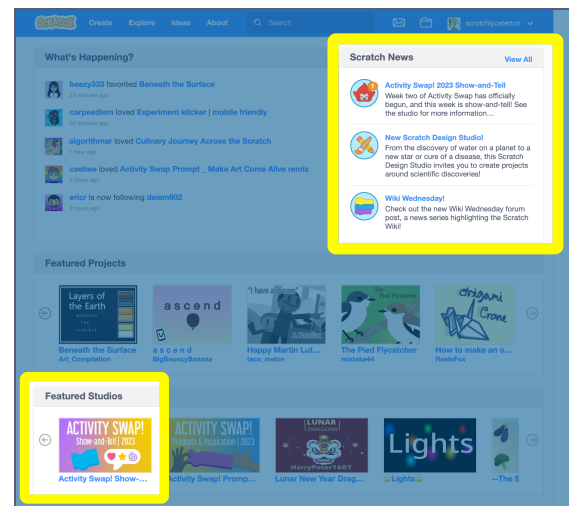 SCRATCH Create Explore Ideas About Search scratchlycaterton
What's Happening?
beezy333 favorited Beneath the Surface
carpeediem loved Experiment klicker | mobile friendly
algorithmar loved Culinary Journey Across the Scratch
1 hour ago
ceebee loved Activity Swap Prompt _ Make Art Come Alive remix
2 hours ago
ericr is now following deism902
2 hours ago
Scratch News View All
Activity Swap! 2023 Show-and-Tell
Week two of Activity Swap has officially
begun, and this week is show-and-tell! See
the studio for more information...
New Scratch Design Studio!
From the discovery of water on a planet to a
new star or cure of a disease, this Scratch
Design Studio invites you to create projects
around scientific discoveries!
Wiki Wednesday!
Check out the new Wiki Wednesday forum
post, a news series highlighting the Scratch
Wiki!
Featured Projects
Layers of
the Earth
BENEATH
THE
SURFACE
Beneath the Surface
Art_Compilation
ascend
a s c e n d
BigBouncyBanana
"I have a dream"
Happy Martin Lut...
taco_melon
The
Pied Flycatcher
The Pied Flycatcher
mistake44
Origami
Crane
How to make an o...
RosinFox
Featured Studios
ACTIVITY SWAP!
Show-and-Tell | 2023
Activity Swap! Show-...
ACTIVITY SWAP!
Prompts & Inspiration | 2023
Activity Swap! Promp...
LUNAR
DRAGONS
HarryPoter1607
Lunar New Year Drag...
Lights
Lights
--The S